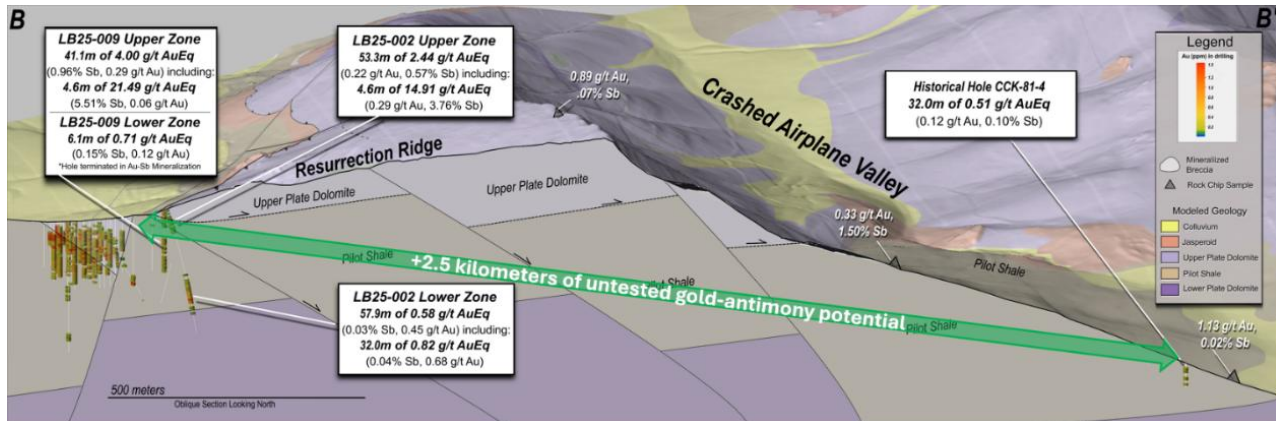 B
B'
LB25-009 Upper Zone
41.1m of 4.00 g/t AuEq
(0.96% Sb, 0.29 g/t Au) including:
4.6m of 21.49 g/t AuEq
(5.51% Sb, 0.06 g/t Au)
LB25-009 Lower Zone
6.1m of 0.71 g/t AuEq
(0.15% Sb, 0.12 g/t Au)
*Hole terminated in Au-Sb Mineralization
LB25-002 Upper Zone
53.3m of 2.44 g/t AuEq
(0.22 g/t Au, 0.57% Sb) including:
4.6m of 14.91 g/t AuEq
(0.29 g/t Au, 3.76% Sb)
0.89 g/t Au,
.07% Sb
Crashed Airplane Valley
Historical Hole CCK-81-4
32.0m of 0.51 g/t AuEq
(0.12 g/t Au, 0.10% Sb)
Legend
Au (ppm) in drilling
Mineralized
Breccia
Rock Chip Sample
Modeled Geology
Colluvium
Jasperoid
Upper Plate Dolomite
Pilot Shale
Lower Plate Dolomite
Resurrection Ridge
Upper Plate Dolomite
Upper Plate Dolomite
0.33 g/t Au,
1.50% Sb
Pilot Shale
Pilot Shale
+2.5 kilometers of untested gold-antimony potential
Pilot Shale
Pilot Shale
1.13 g/t Au,
0.02% Sb
LB25-002 Lower Zone
57.9m of 0.58 g/t AuEq
(0.03% Sb, 0.45 g/t Au) including:
32.0m of 0.82 g/t AuEq
(0.04% Sb, 0.68 g/t Au)
500 meters
Oblique Section Looking North